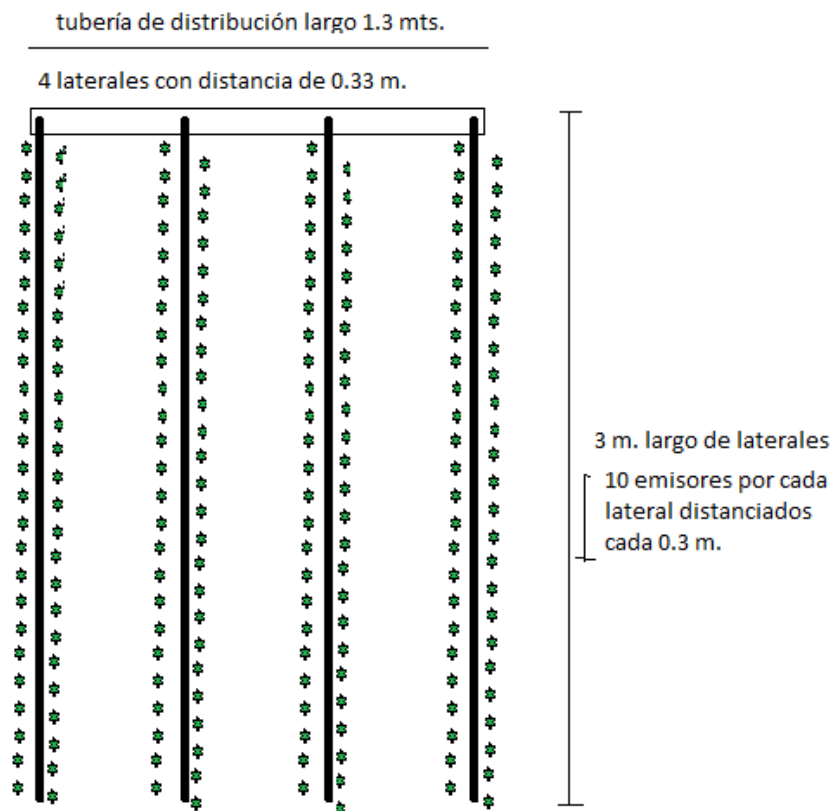 tubería de distribución largo 1.3 mts.
4 laterales con distancia de 0.33 m.
3 m. largo de laterales
10 emisores por cada
lateral distanciados
cada 0.3 m.